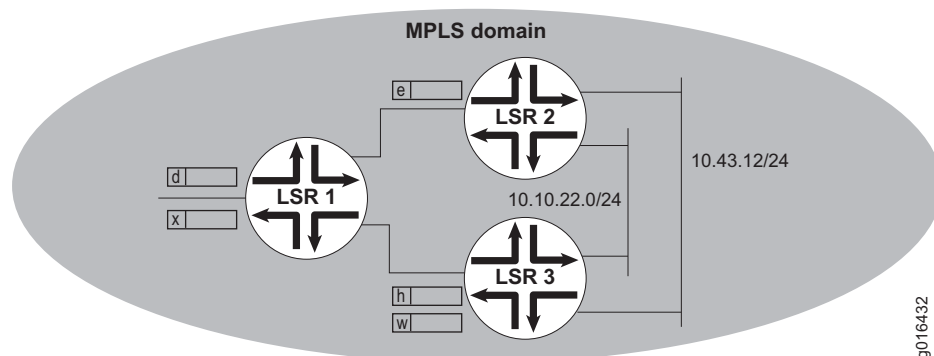 MPLS domain
e
LSR 2
d
10.43.12/24
LSR 1
x
10.10.22.0/24
LSR 3
h
w
g016432